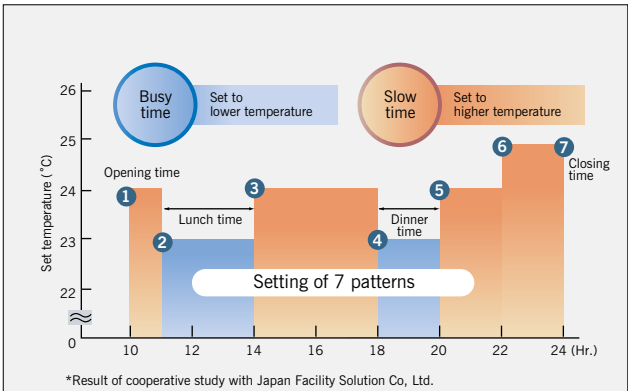 26
25
24
23
22
0
Set temperature (˚C)
Busy
time
Set to
lower temperature
Slow
time
Set to
higher temperature
Opening time
1
2
Lunch time
3
4
Dinner
time
5
6
7
Closing
time
Setting of 7 patterns
10
12
14
16
18
20
22
24 (Hr.)
*Result of cooperative study with Japan Facility Solution Co, Ltd.